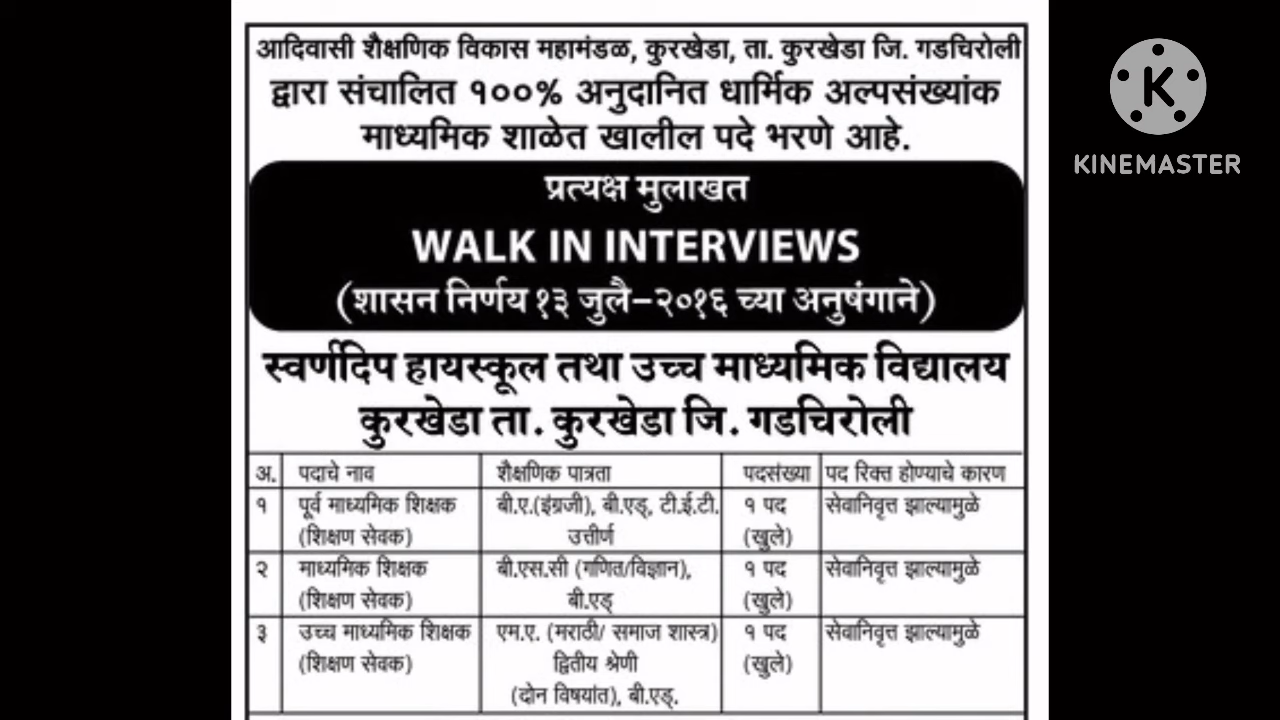 आदिवासी शैक्षणिक विकास महामंडळ, कुरखेडा, ता. कुरखेडा जि. गडचिरोली
द्वारा संचालित १००% अनुदानित धार्मिक अल्पसंख्यांक
माध्यमिक शाळेत खालील पदे भरणे आहे.
प्रत्यक्ष मुलाखत
WALK IN INTERVIEWS
(शासन निर्णय १३ जुलै-२०१६ च्या अनुषंगाने)
स्वर्णदिप हायस्कूल तथा उच्च माध्यमिक विद्यालय
कुरखेडा ता. कुरखेडा जि. गडचिरोली
अ. पदाचे नाव शैक्षणिक पात्रता पदसंख्या पद रिक्त होण्याचे कारण
१ पूर्व माध्यमिक शिक्षक बी.ए.(इंग्रजी), बी.एड्, टी.ई.टी. १ पद सेवानिवृत्त झाल्यामुळे
(शिक्षण सेवक) उत्तीर्ण (खुले)
२ माध्यमिक शिक्षक बी.एस.सी (गणित/विज्ञान), १ पद सेवानिवृत्त झाल्यामुळे
(शिक्षण सेवक) बी.एड् (खुले)
३ उच्च माध्यमिक शिक्षक एम.ए. (मराठी/ समाज शास्त्र) १ पद सेवानिवृत्त झाल्यामुळे
(शिक्षण सेवक) द्वितीय श्रेणी (खुले)
(दोन विषयांत), बी.एड्.
K
KINEMASTER